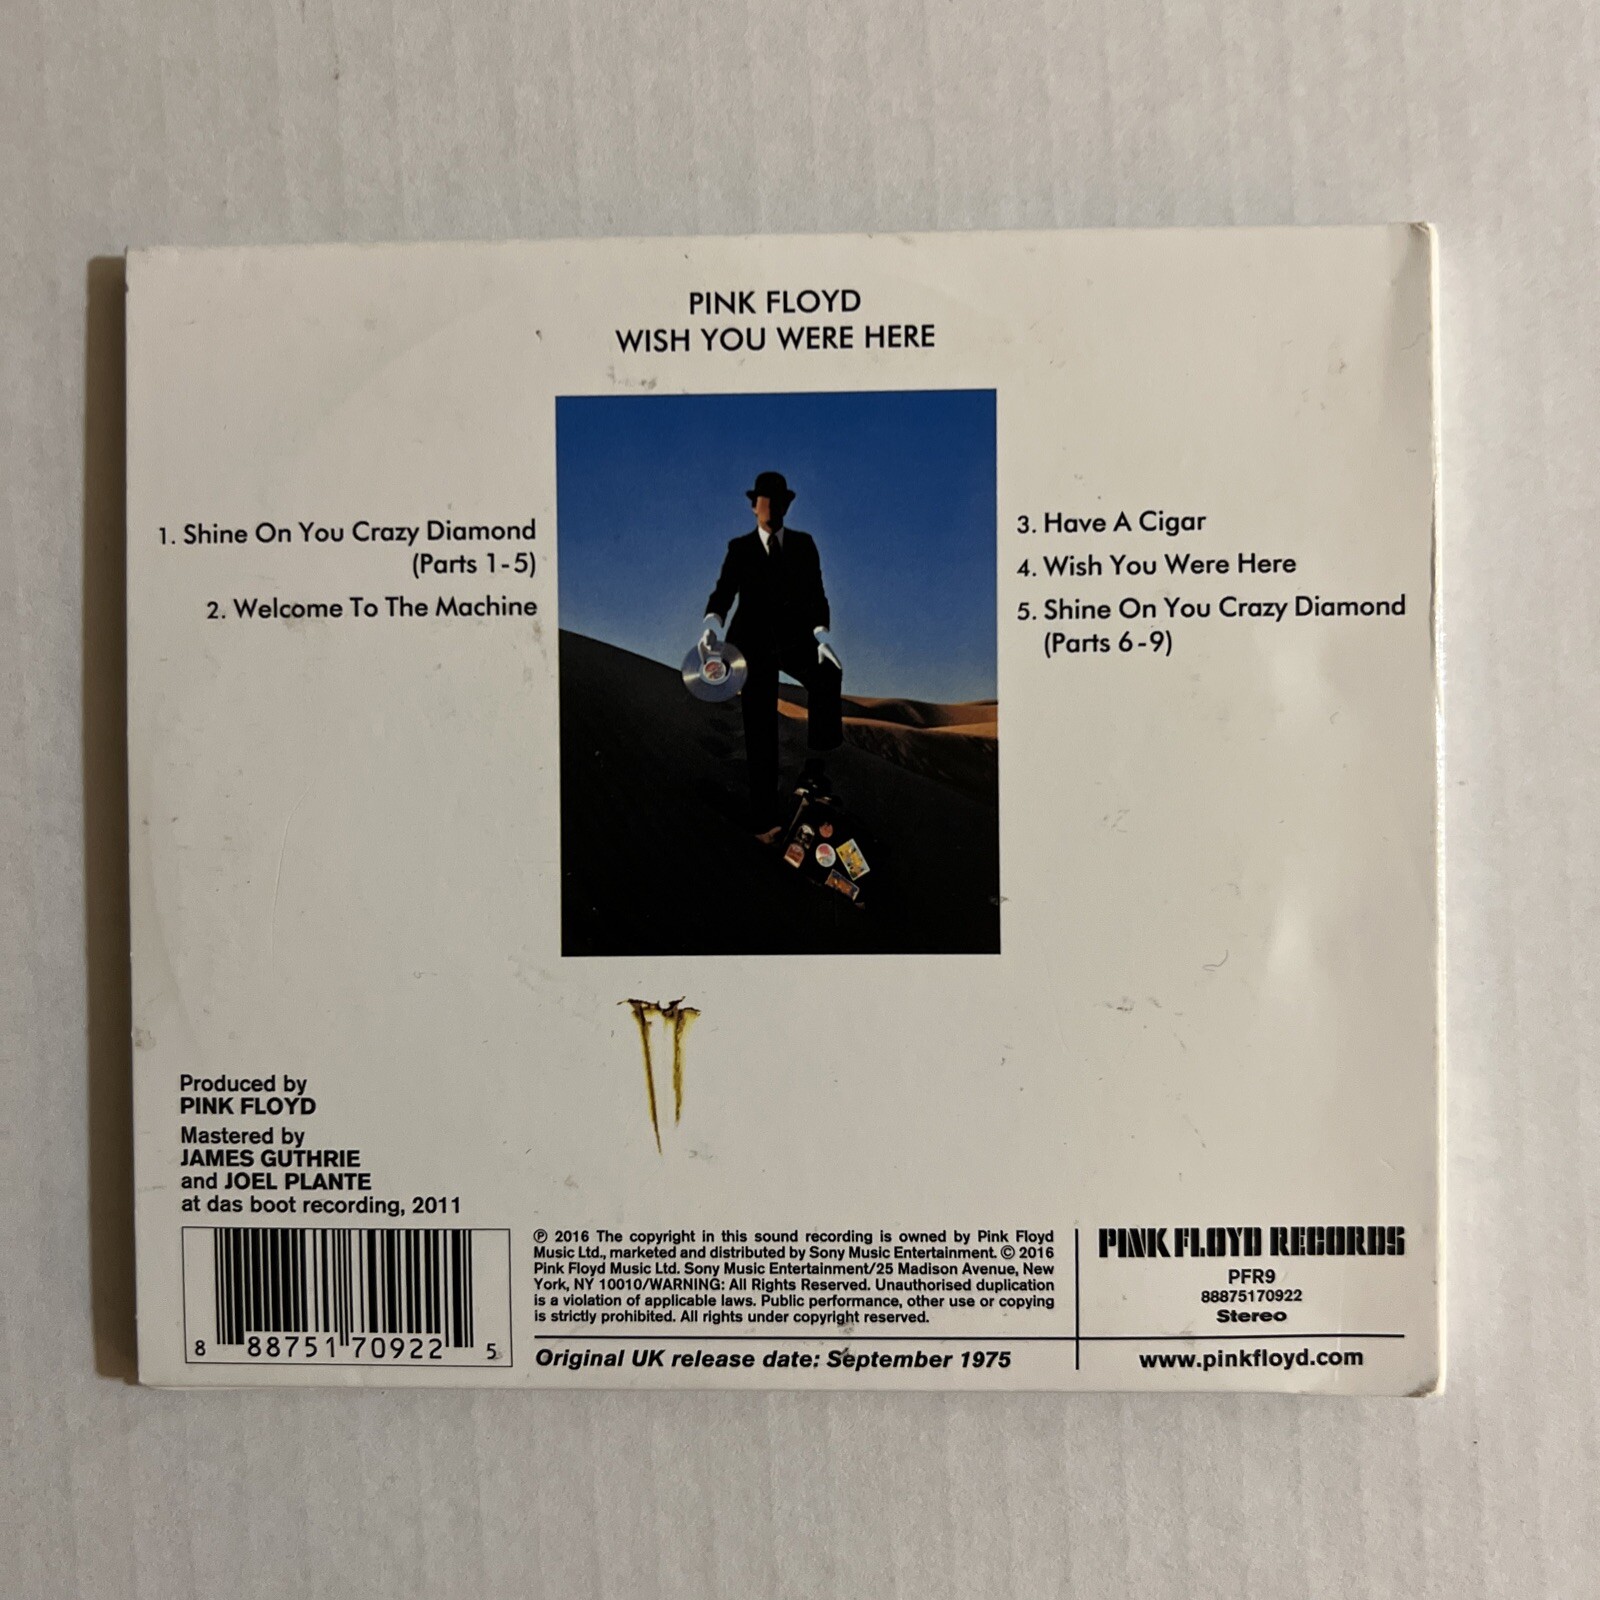 PINK FLOYD
WISH YOU WERE HERE
1. Shine On You Crazy Diamond
(Parts 1-5)
2. Welcome To The Machine
3. Have A Cigar
4. Wish You Were Here
5. Shine On You Crazy Diamond
(Parts 6-9)
Produced by
PINK FLOYD
Mastered by
JAMES GUTHRIE
and JOEL PLANTE
at das boot recording, 2011
8 88751 70922 5
℗ 2016 The copyright in this sound recording is owned by Pink Floyd
Music Ltd., marketed and distributed by Sony Music Entertainment. © 2016
Pink Floyd Music Ltd. Sony Music Entertainment/25 Madison Avenue, New
York, NY 10010/WARNING: All Rights Reserved. Unauthorised duplication
is a violation of applicable laws. Public performance, other use or copying
is strictly prohibited. All rights under copyright reserved.
Original UK release date: September 1975
PINK FLOYD RECORDS
PFR9
88875170922
Stereo
www.pinkfloyd.com